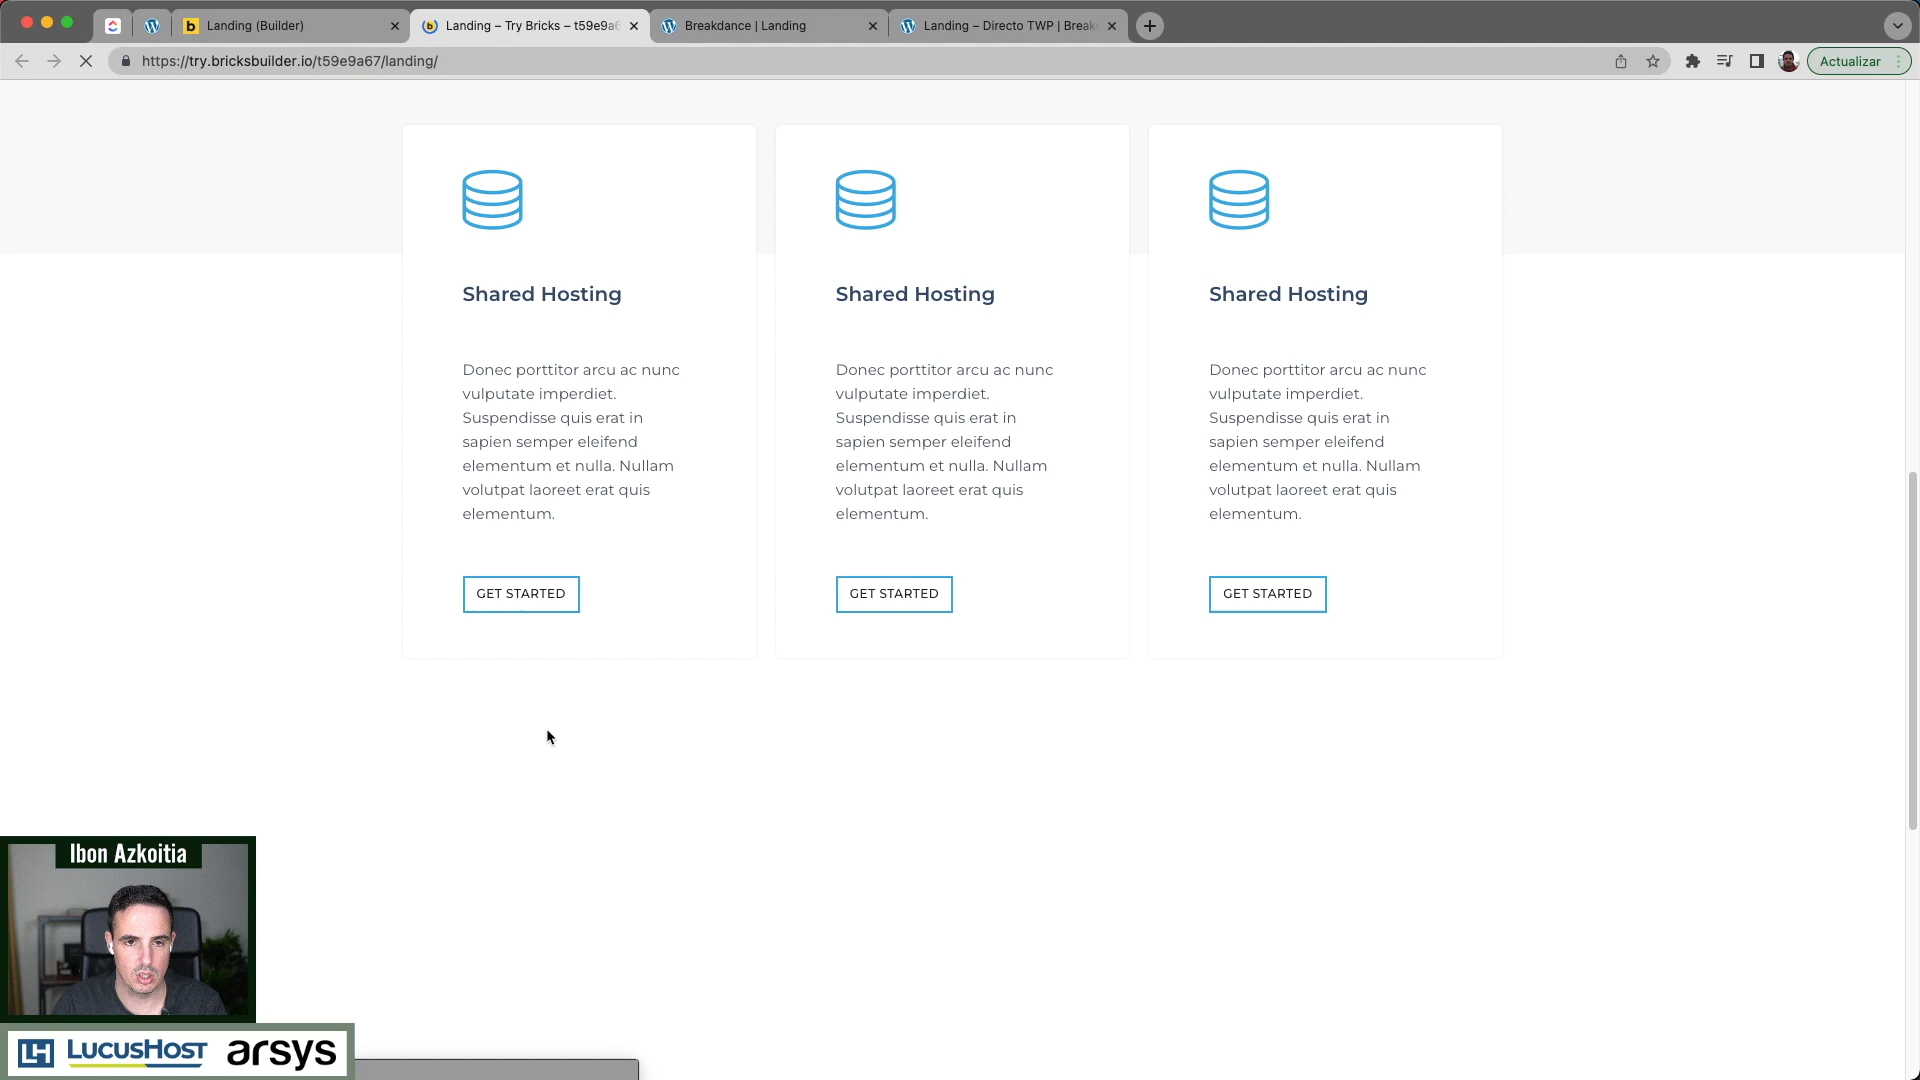 Landing (Builder)
Landing – Try Bricks – t59e9a6
Breakdance | Landing
Landing – Directo TWP | Break
https://try.bricksbuilder.io/t59e9a67/landing/
Actualizar
Shared Hosting
Donec porttitor arcu ac nunc
vulputate imperdiet.
Suspendisse quis erat in
sapien semper eleifend
elementum et nulla. Nullam
volutpat laoreet erat quis
elementum.
GET STARTED
Shared Hosting
Donec porttitor arcu ac nunc
vulputate imperdiet.
Suspendisse quis erat in
sapien semper eleifend
elementum et nulla. Nullam
volutpat laoreet erat quis
elementum.
GET STARTED
Shared Hosting
Donec porttitor arcu ac nunc
vulputate imperdiet.
Suspendisse quis erat in
sapien semper eleifend
elementum et nulla. Nullam
volutpat laoreet erat quis
elementum.
GET STARTED
Ibon Azkoitia
LH LUCUSHOST arsys